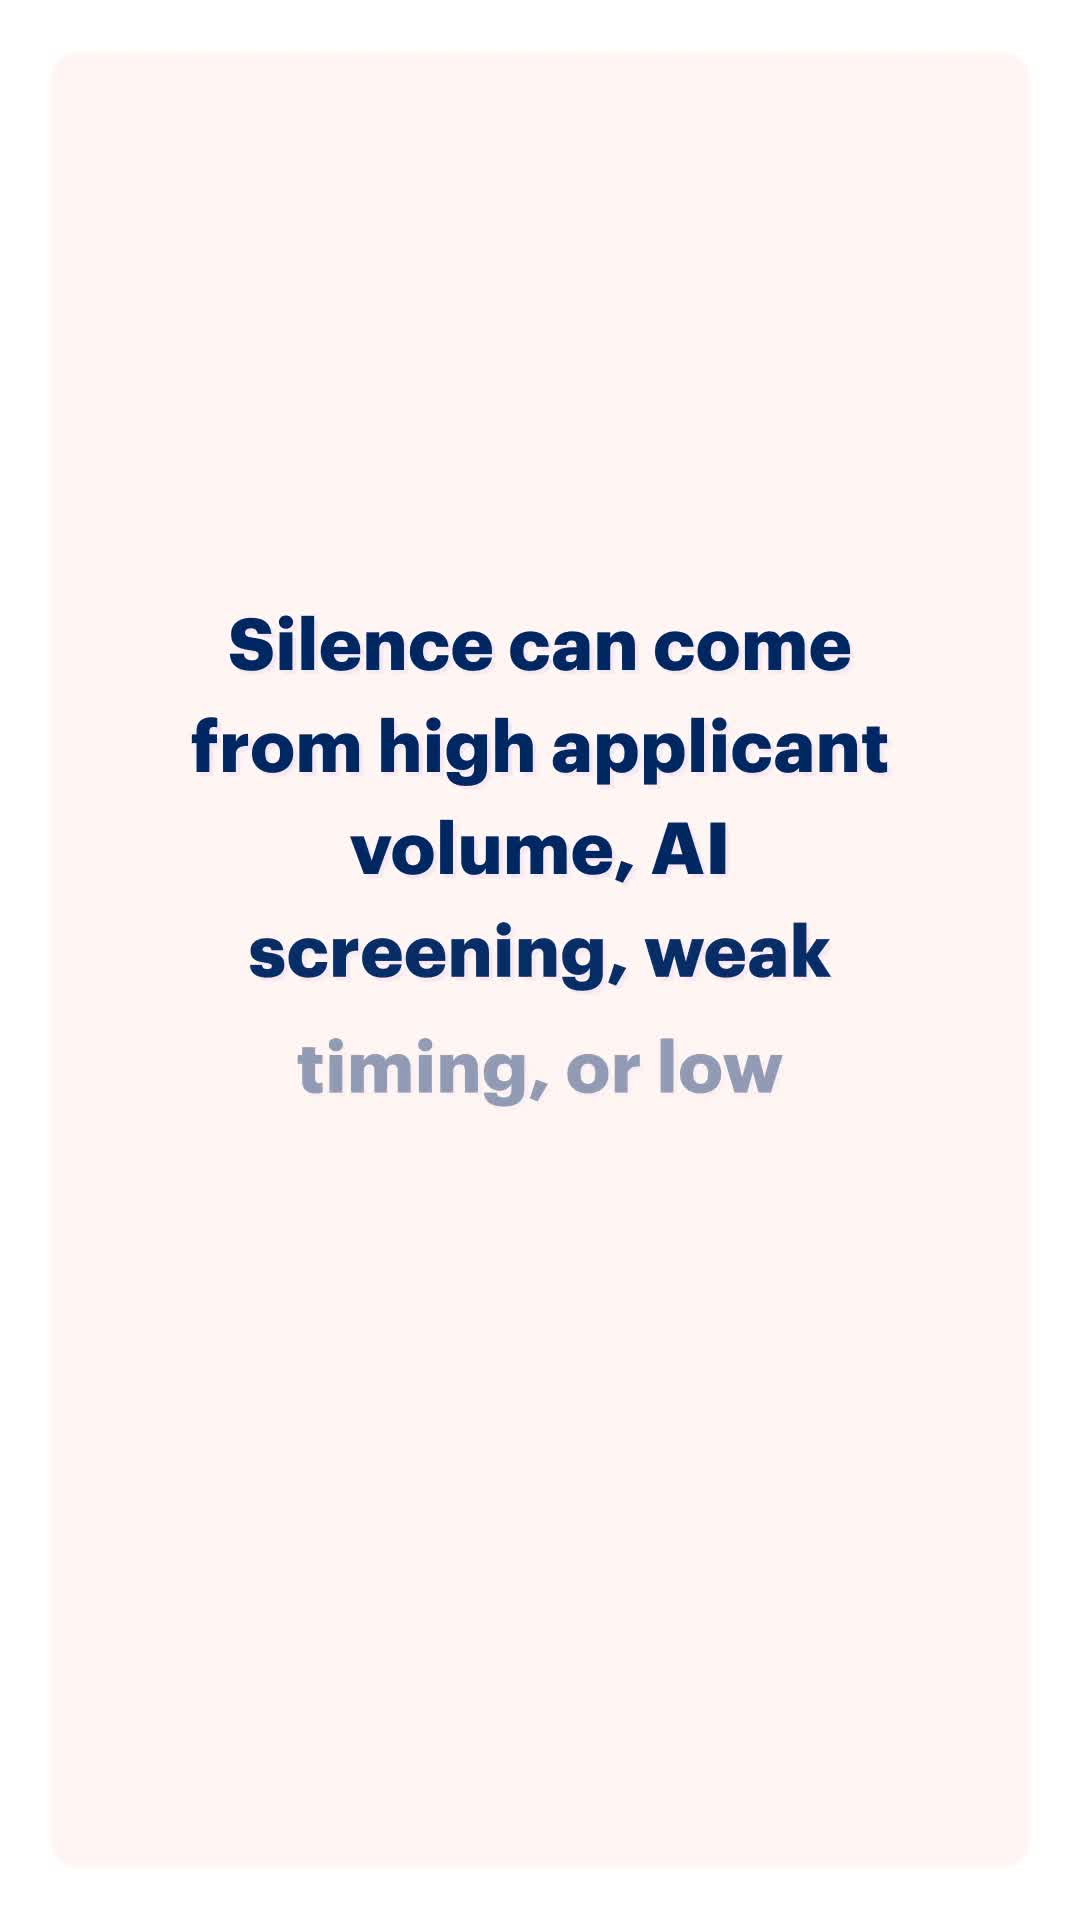 Silence can come
from high applicant
volume, AI
screening, weak
timing, or low